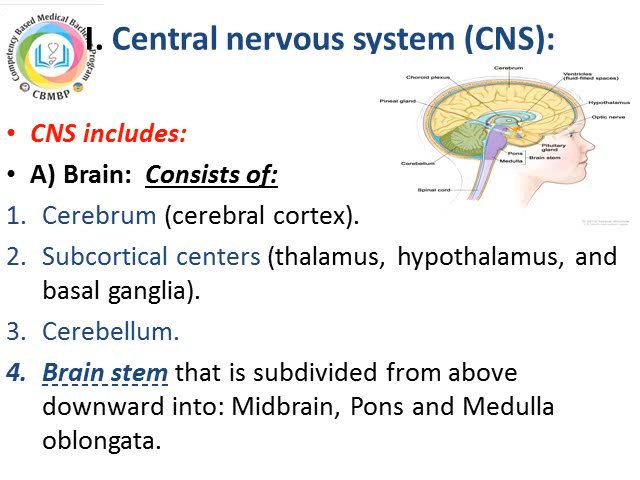 I. Central nervous system (CNS):
Competency Based Medical Bachelor Program
CBMBP
Cerebrum
Choroid plexus
Ventricles
(fluid-filled spaces)
Pineal gland
Hypothalamus
Optic nerve
Pituitary
gland
Pons
Medulla
Brain stem
Cerebellum
Spinal cord
• CNS includes:
• A) Brain: Consists of:
1. Cerebrum (cerebral cortex).
2. Subcortical centers (thalamus, hypothalamus, and
basal ganglia).
3. Cerebellum.
4. Brain stem that is subdivided from above
downward into: Midbrain, Pons and Medulla
oblongata.